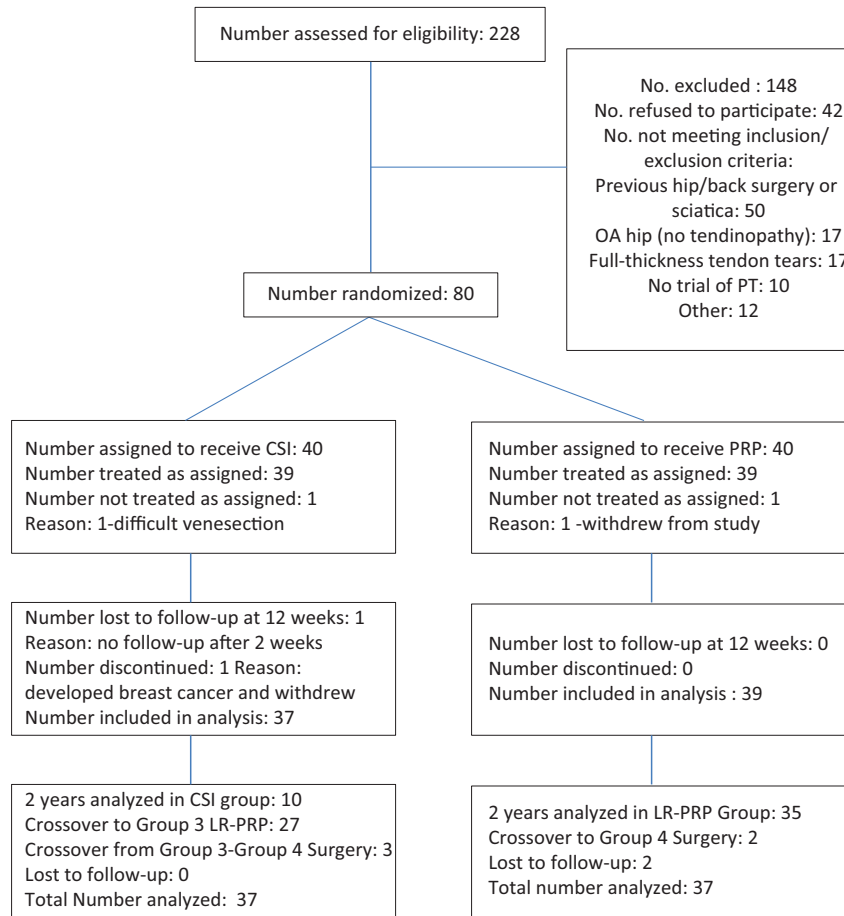 Number assessed for eligibility: 228
No. excluded : 148
No. refused to participate: 42
No. not meeting inclusion/
exclusion criteria:
Previous hip/back surgery or
sciatica: 50
OA hip (no tendinopathy): 17
Full-thickness tendon tears: 17
No trial of PT: 10
Other: 12
Number randomized: 80
Number assigned to receive CSI: 40
Number treated as assigned: 39
Number not treated as assigned: 1
Reason: 1-difficult venesection
Number assigned to receive PRP: 40
Number treated as assigned: 39
Number not treated as assigned: 1
Reason: 1 -withdrew from study
Number lost to follow-up at 12 weeks: 1
Reason: no follow-up after 2 weeks
Number discontinued: 1 Reason:
developed breast cancer and withdrew
Number included in analysis: 37
Number lost to follow-up at 12 weeks: 0
Number discontinued: 0
Number included in analysis : 39
2 years analyzed in CSI group: 10
Crossover to Group 3 LR-PRP: 27
Crossover from Group 3-Group 4 Surgery: 3
Lost to follow-up: 0
Total Number analyzed: 37
2 years analyzed in LR-PRP Group: 35
Crossover to Group 4 Surgery: 2
Lost to follow-up: 2
Total number analyzed: 37